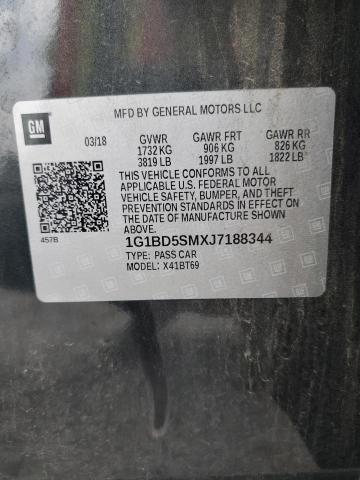 MFD BY GENERAL MOTORS LLC
GM
03/18 GVWR GAWR FRT GAWR RR
1732 KG 906 KG 826 KG
3819 LB 1997 LB 1822 LB
THIS VEHICLE CONFORMS TO ALL
APPLICABLE U.S. FEDERAL MOTOR
VEHICLE SAFETY, BUMPER, AND THEFT
PREVENTION STANDARDS IN EFFECT ON
THE DATE OF MANUFACTURE SHOWN
ABOVE.
457B
1G1BD5SMXJ7188344
TYPE: PASS CAR
MODEL: X41BT69